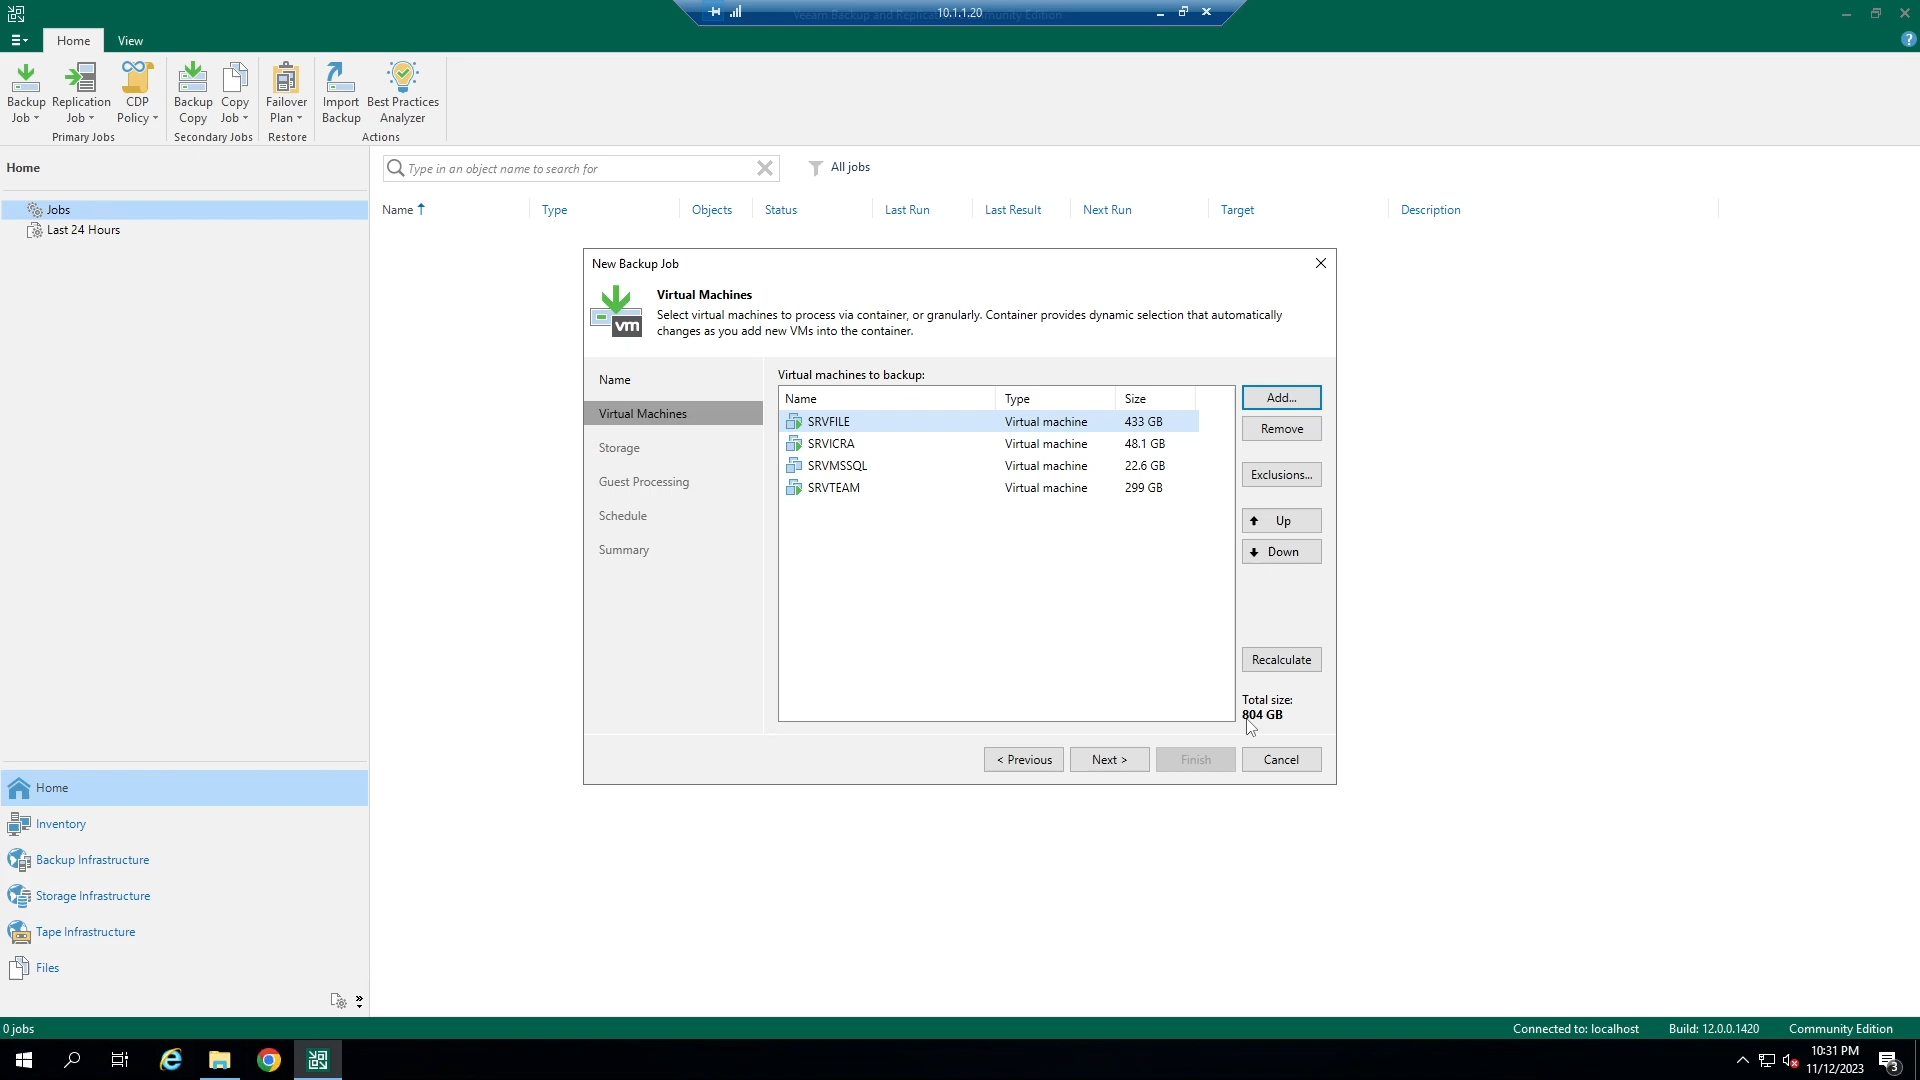 10.1.1.20
Veeam Backup and Replication Community Edition
Home View
Backup Job
Replication Job
CDP Policy
Primary Jobs
Backup Copy
Copy Job
Secondary Jobs
Failover Plan
Restore
Import Backup
Best Practices Analyzer
Actions
Home
Jobs
Last 24 Hours
Type in an object name to search for
All jobs
Name Type Objects Status Last Run Last Result Next Run Target Description
New Backup Job
vm
Virtual Machines
Select virtual machines to process via container, or granularly. Container provides dynamic selection that automatically
changes as you add new VMs into the container.
Name
Virtual Machines
Storage
Guest Processing
Schedule
Summary
Virtual machines to backup:
Name Type Size
SRVFILE Virtual machine 433 GB
SRVICRA Virtual machine 48.1 GB
SRVMSSQL Virtual machine 22.6 GB
SRVTEAM Virtual machine 299 GB
Add...
Remove
Exclusions...
Up
Down
Recalculate
Total size:
804 GB
< Previous Next > Finish Cancel
Home
Inventory
Backup Infrastructure
Storage Infrastructure
Tape Infrastructure
Files
0 jobs
Connected to: localhost Build: 12.0.0.1420 Community Edition
10:31 PM
11/12/2023
3